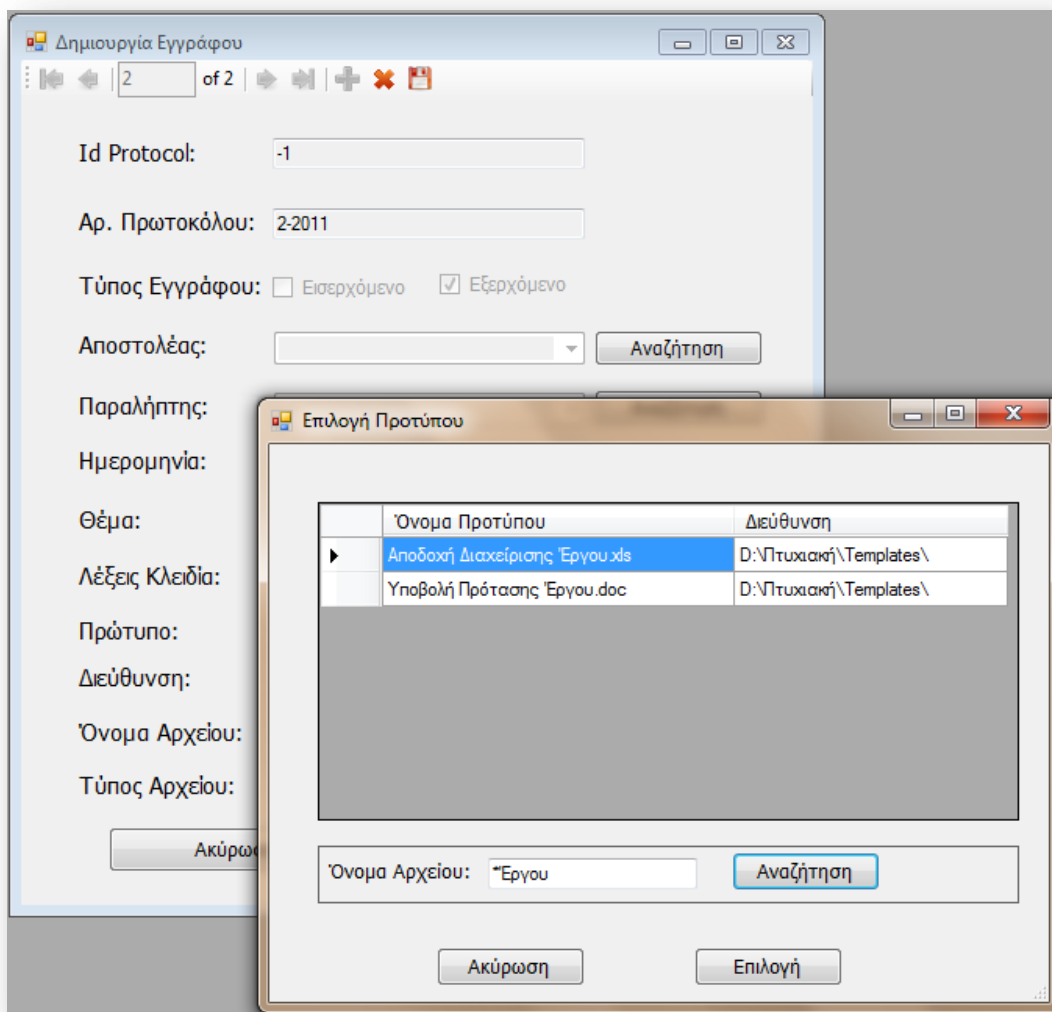 Δημιουργία Εγγράφου
2 of 2
Id Protocol: -1
Αρ. Πρωτοκόλου: 2-2011
Τύπος Εγγράφου: Εισερχόμενο Εξερχόμενο
Αποστολέας: Αναζήτηση
Παραλήπτης:
Ημερομηνία:
Θέμα:
Λέξεις Κλειδία:
Πρώτυπο:
Διεύθυνση:
Όνομα Αρχείου:
Τύπος Αρχείου:
Επιλογή Προτύπου
Όνομα Προτύπου Διεύθυνση
Αποδοχή Διαχείρισης Έργου.xls D:\Πτυχιακή\Templates\
Υποβολή Πρότασης Έργου.doc D:\Πτυχιακή\Templates\
Όνομα Αρχείου: *Έργου Αναζήτηση
Ακύρωση Επιλογή